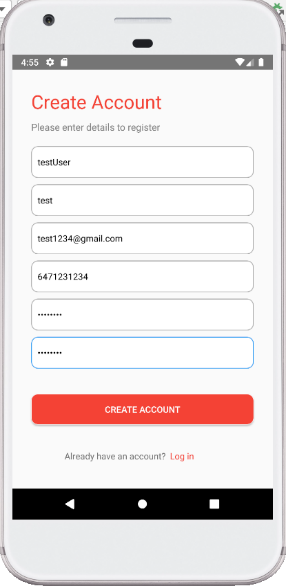 4:55
Create Account
Please enter details to register
testUser
test
test1234@gmail.com
6471231234
••••••••
••••••••
CREATE ACCOUNT
Already have an account? Log in